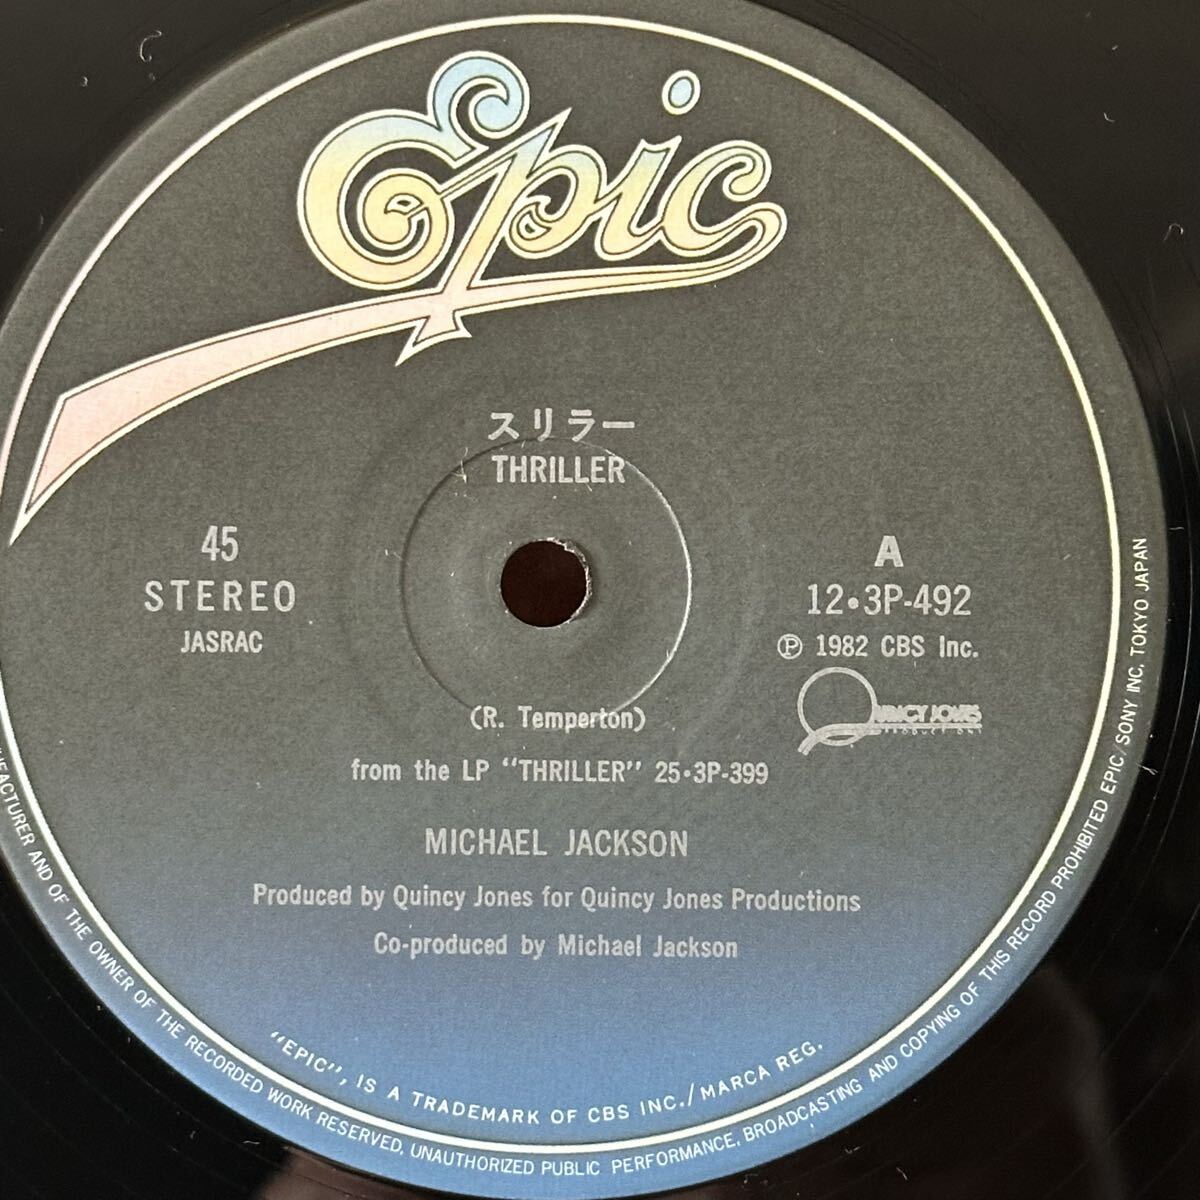 Epic
スリラー
THRILLER
45
STEREO
JASRAC
A
12•3P-492
Ⓟ 1982 CBS Inc.
QUINCY JONES
PRODUCTIONS
(R. Temperton)
from the LP "THRILLER" 25•3P-399
MICHAEL JACKSON
Produced by Quincy Jones for Quincy Jones Productions
Co-produced by Michael Jackson
"EPIC", IS A TRADEMARK OF CBS INC./MARCA REG.
AND OF THE OWNER OF THE RECORDED WORK RESERVED, UNAUTHORIZED PUBLIC PERFORMANCE, BROADCASTING AND COPYING OF THIS RECORD PROHIBITED EPIC/SONY INC. TOKYO JAPAN